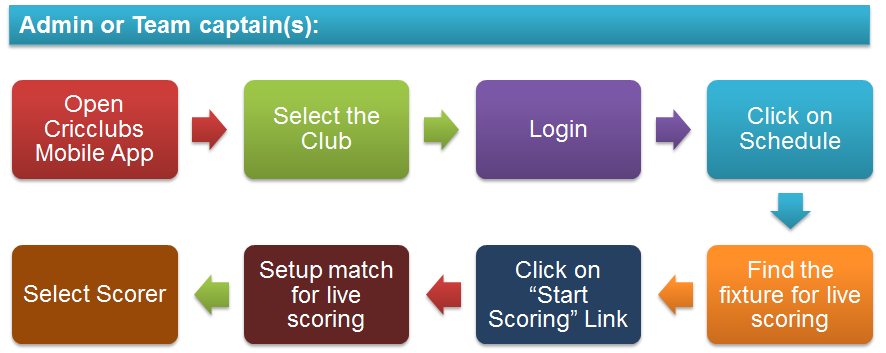 Admin or Team captain(s):
Open
Cricclubs
Mobile App
Select the
Club
Login
Click on
Schedule
Find the
fixture for live
scoring
Click on
“Start
Scoring” Link
Setup match
for live
scoring
Select Scorer